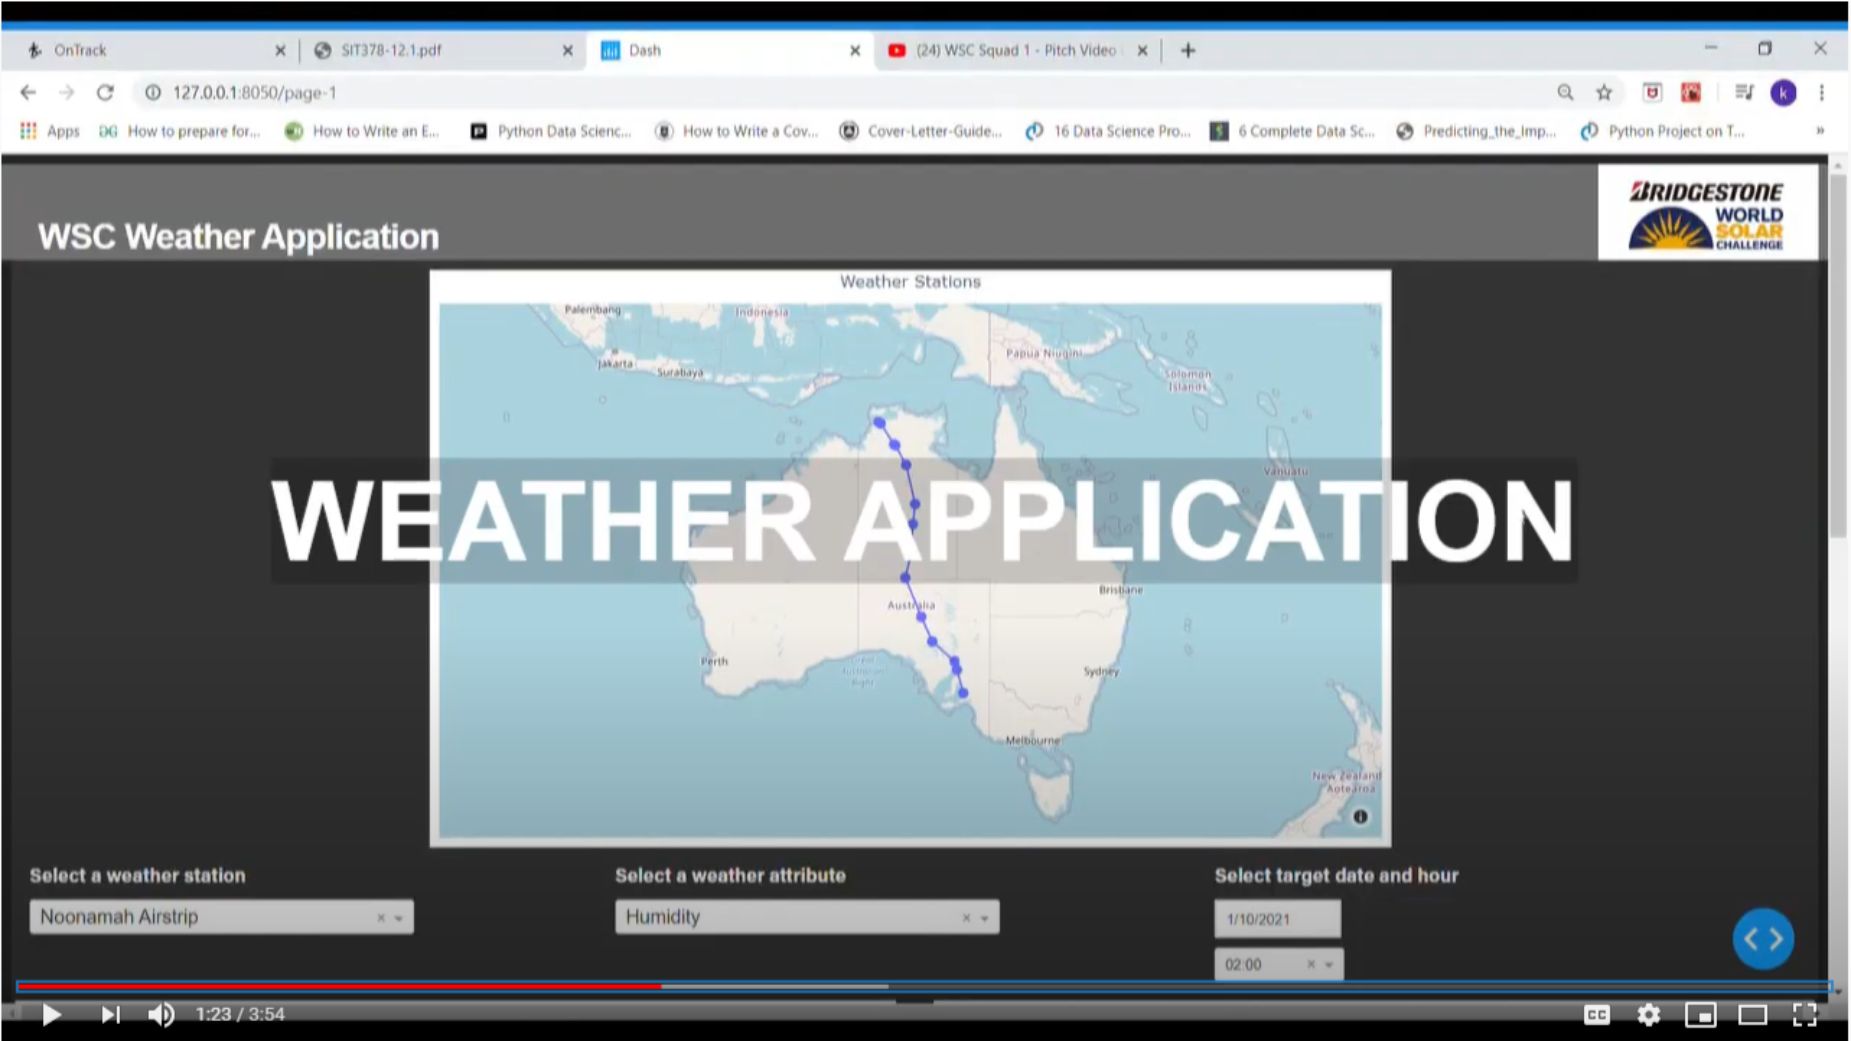 OnTrack
SIT378-12.1.pdf
Dash
(24) WSC Squad 1 - Pitch Video
127.0.0.1:8050/page-1
k
Apps
How to prepare for...
How to Write an E...
Python Data Scienc...
How to Write a Cov...
Cover-Letter-Guide...
16 Data Science Pro...
6 Complete Data Sc...
Predicting_the_Imp...
Python Project on T...
WSC Weather Application
BRIDGESTONE
WORLD
SOLAR
CHALLENGE
Weather Stations
Palembang
Indonesia
Jakarta
Surabaya
Papua Niugini
Solomon
Islands
Vanuatu
WEATHER APPLICATION
Brisbane
Australia
Perth
Great
Australian
Bight
Sydney
Melbourne
New Zealand
Aotearoa
Select a weather station
Select a weather attribute
Select target date and hour
Noonamah Airstrip
Humidity
1/10/2021
02:00
1:23 / 3:54
CC